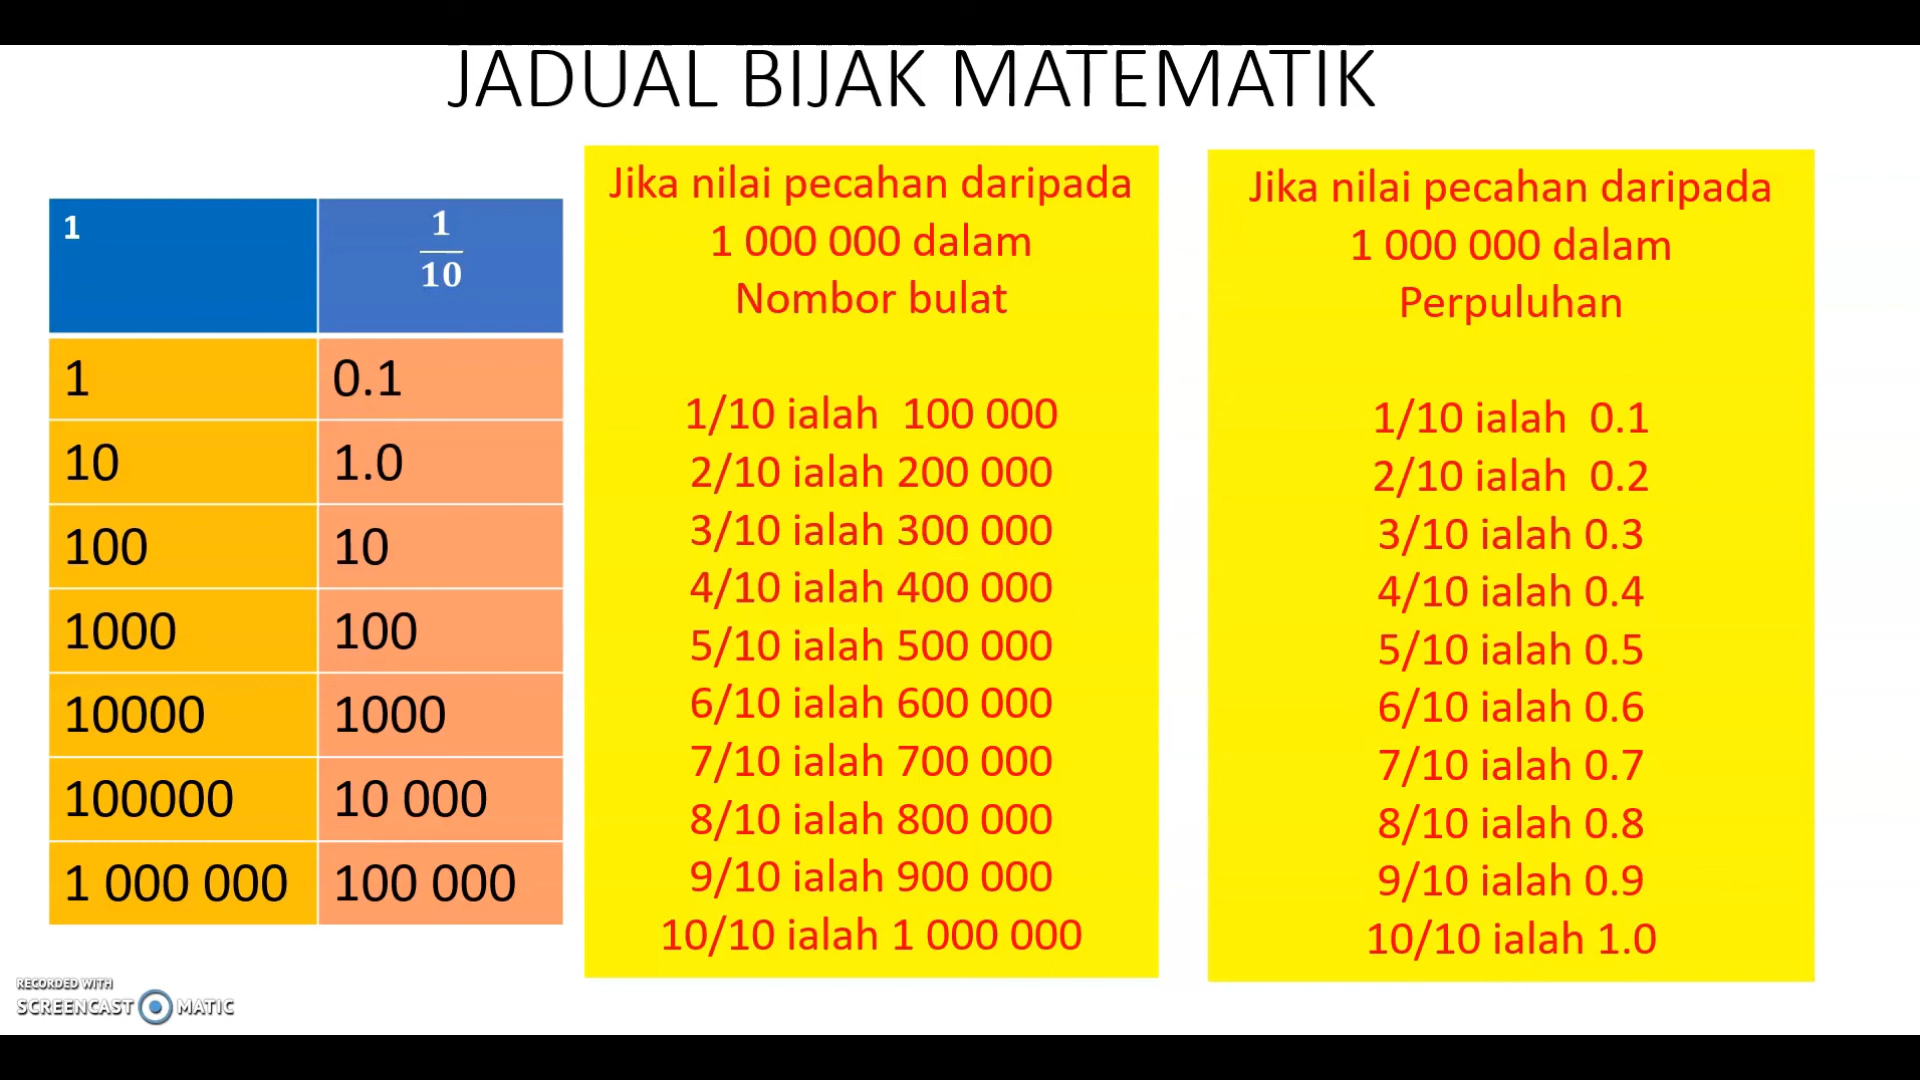 JADUAL BIJAK MATEMATIK
1 1/10
1 0.1
10 1.0
100 10
1000 100
10000 1000
100000 10 000
1 000 000 100 000
Jika nilai pecahan daripada
1 000 000 dalam
Nombor bulat
1/10 ialah 100 000
2/10 ialah 200 000
3/10 ialah 300 000
4/10 ialah 400 000
5/10 ialah 500 000
6/10 ialah 600 000
7/10 ialah 700 000
8/10 ialah 800 000
9/10 ialah 900 000
10/10 ialah 1 000 000
Jika nilai pecahan daripada
1 000 000 dalam
Perpuluhan
1/10 ialah 0.1
2/10 ialah 0.2
3/10 ialah 0.3
4/10 ialah 0.4
5/10 ialah 0.5
6/10 ialah 0.6
7/10 ialah 0.7
8/10 ialah 0.8
9/10 ialah 0.9
10/10 ialah 1.0
RECORDED WITH
SCREENCAST MATIC